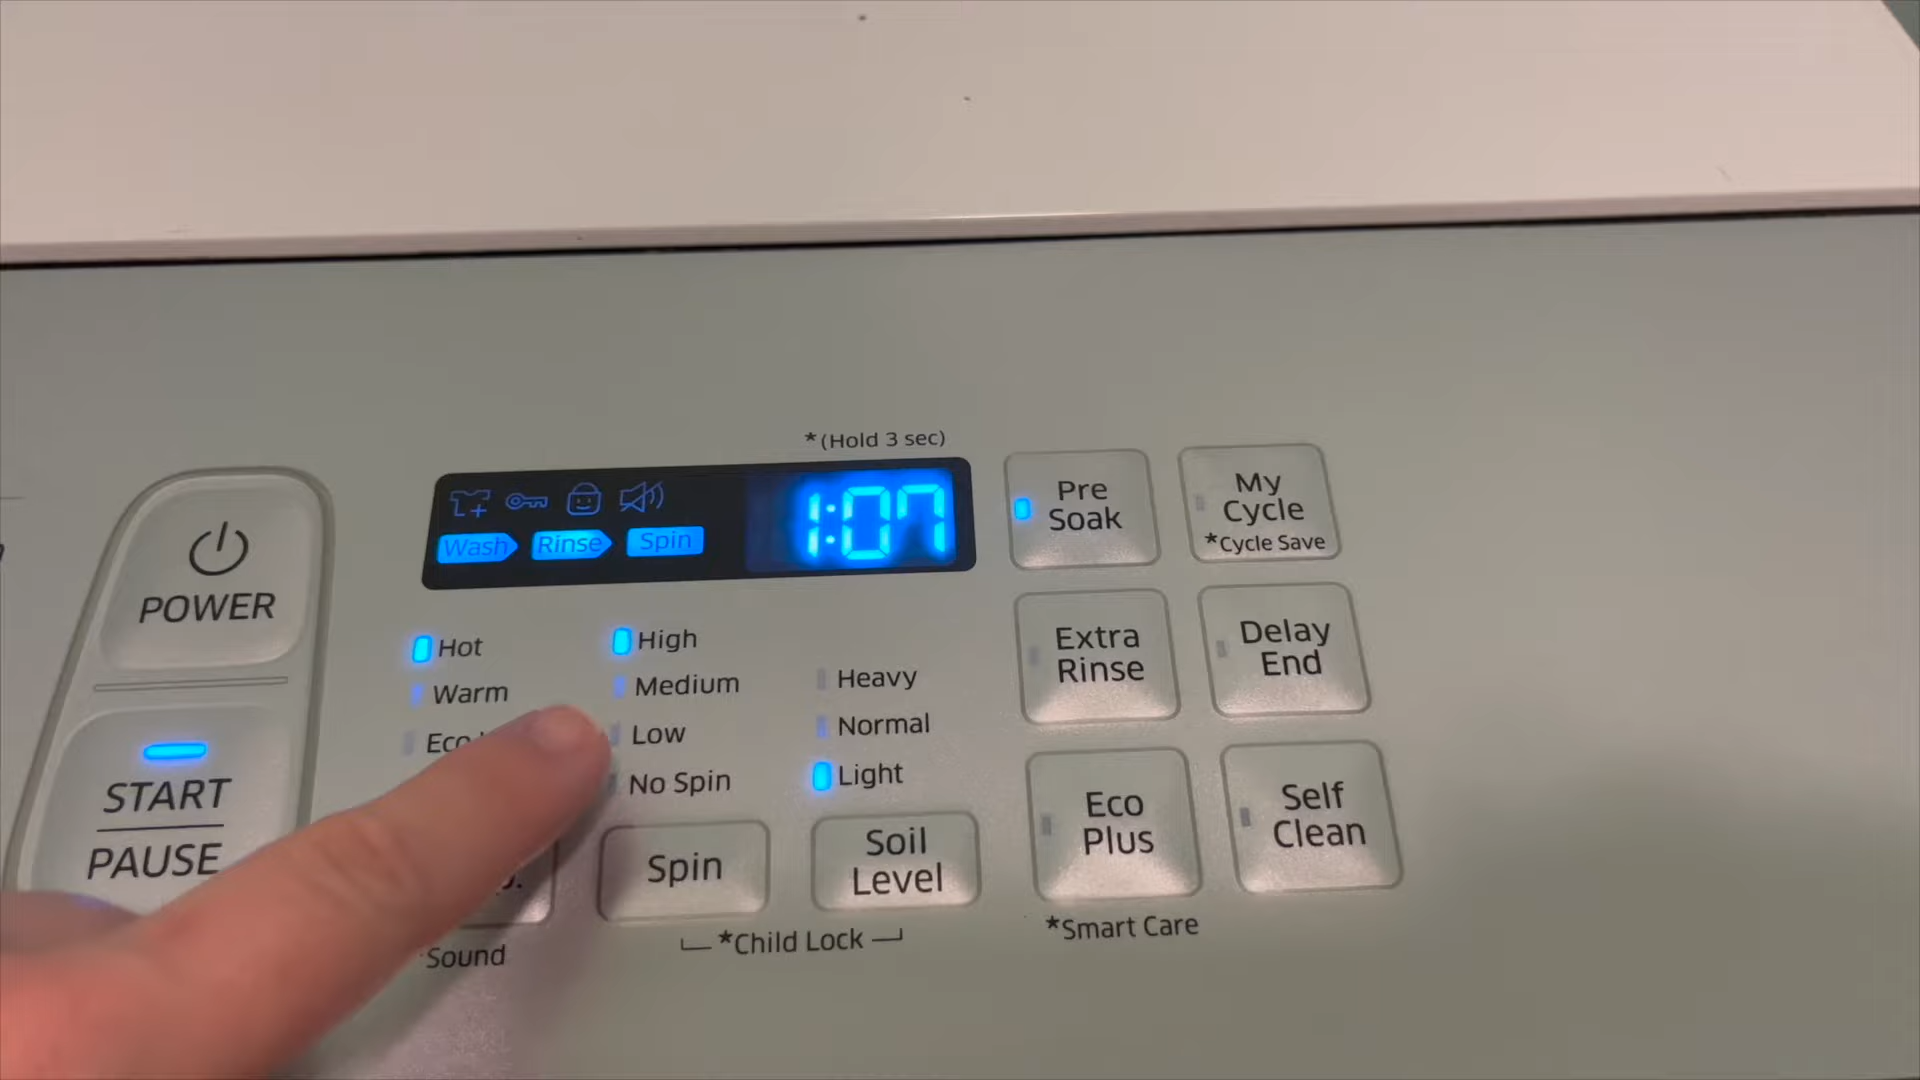 *(Hold 3 sec)
1:07
Wash Rinse Spin
POWER
START
PAUSE
Hot
Warm
High
Medium
Low
No Spin
Heavy
Normal
Light
Spin
Soil
Level
Sound
*Child Lock
Pre
Soak
My
Cycle
*Cycle Save
Extra
Rinse
Delay
End
Eco
Plus
Self
Clean
*Smart Care